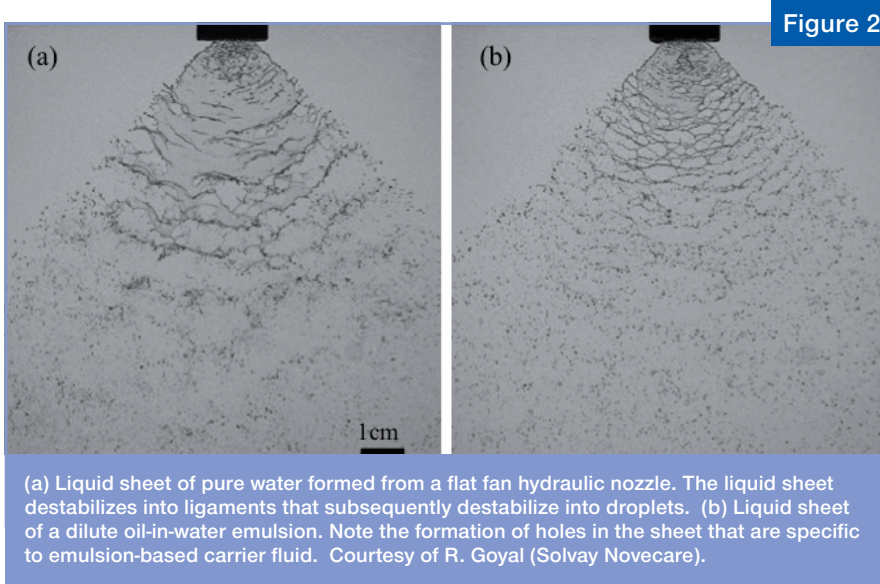 Figure 2
(a)
(b)
1cm
(a) Liquid sheet of pure water formed from a flat fan hydraulic nozzle. The liquid sheet
destabilizes into ligaments that subsequently destabilize into droplets.  (b) Liquid sheet
of a dilute oil-in-water emulsion. Note the formation of holes in the sheet that are specific
to emulsion-based carrier fluid.  Courtesy of R. Goyal (Solvay Novecare).